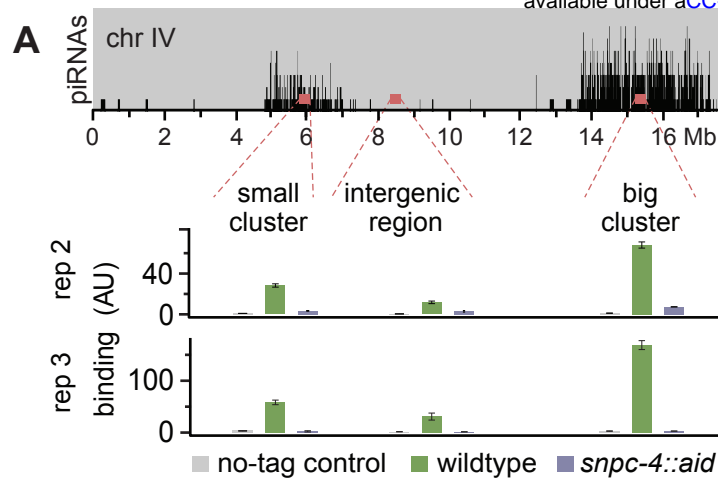 available under aCC
A
piRNAs
chr IV
0 2 4 6 8 10 12 14 16 Mb
small cluster
intergenic region
big cluster
rep 2
40
0
rep 3
100
0
binding (AU)
no-tag control wildtype snpc-4::aid